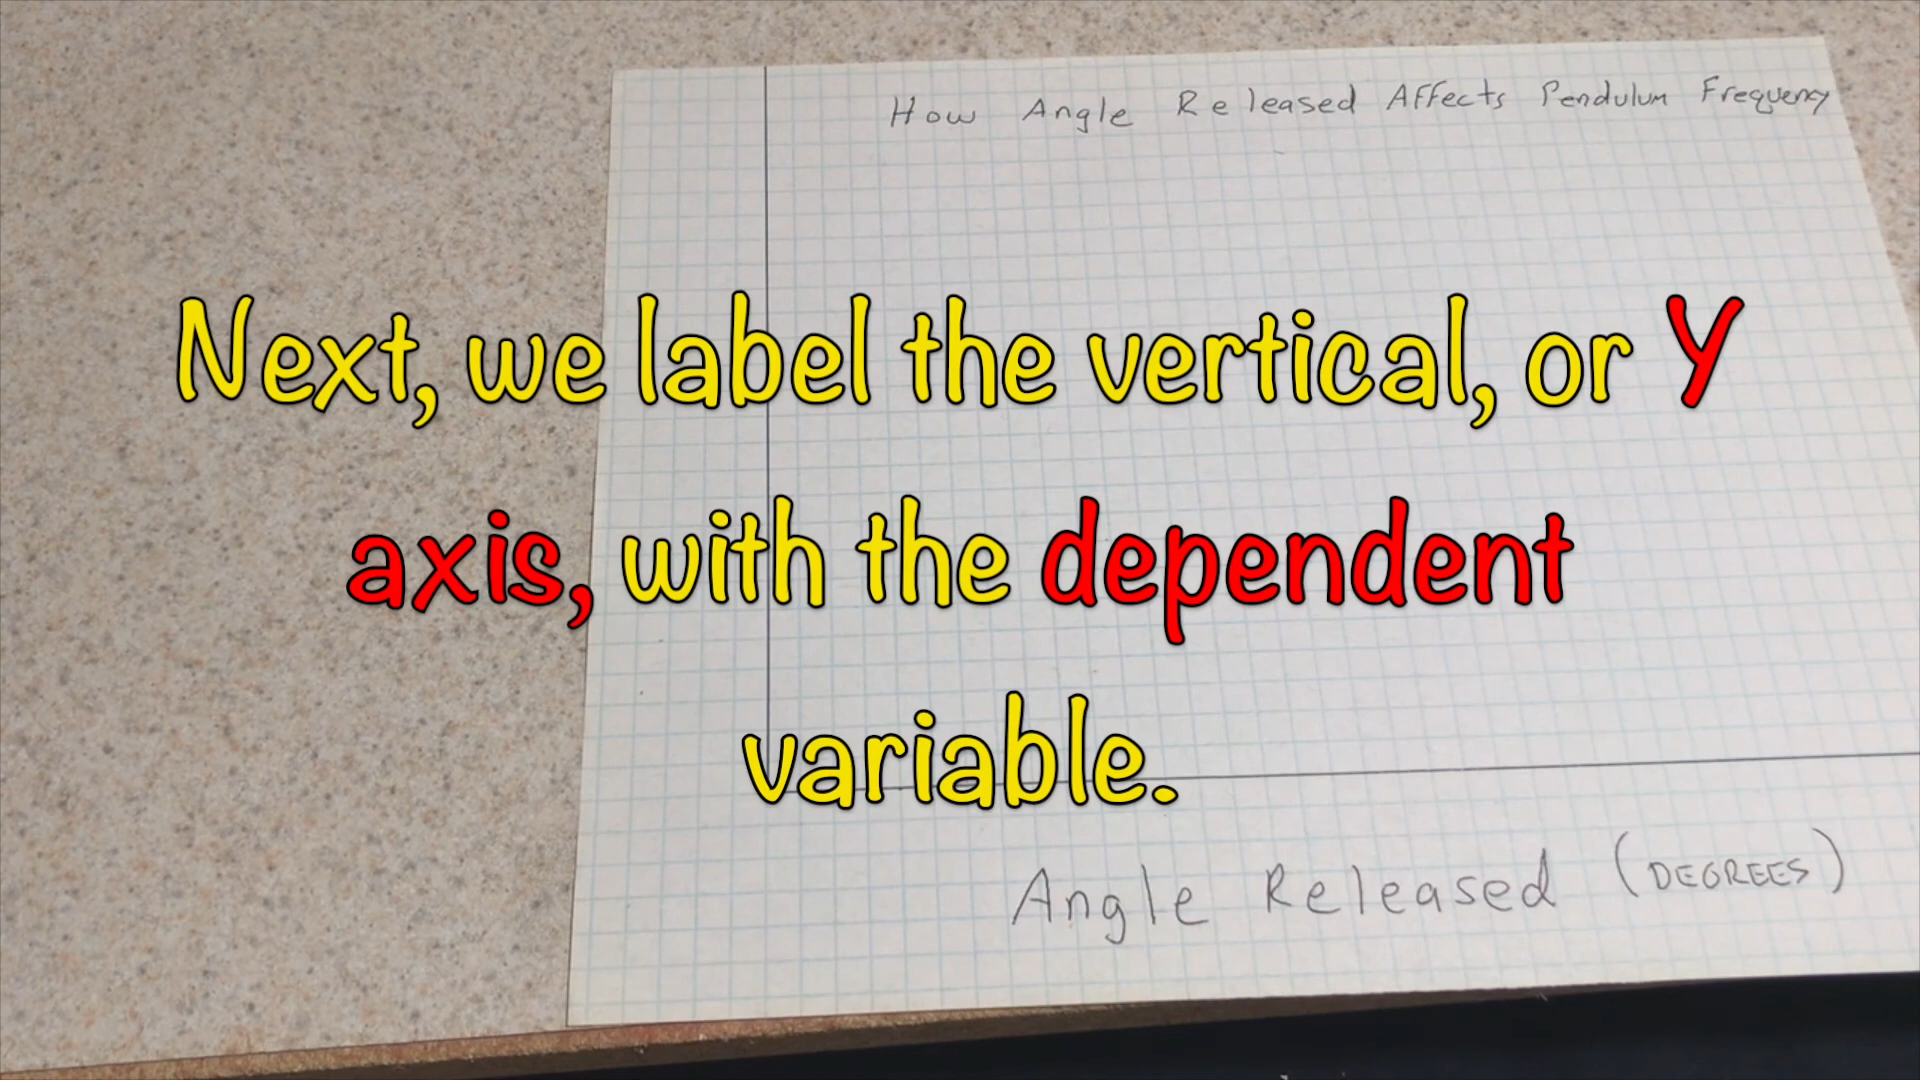 How Angle Released Affects Pendulum Frequency
Next, we label the vertical, or Y
axis, with the dependent
variable.
Angle Released (DEGREES)